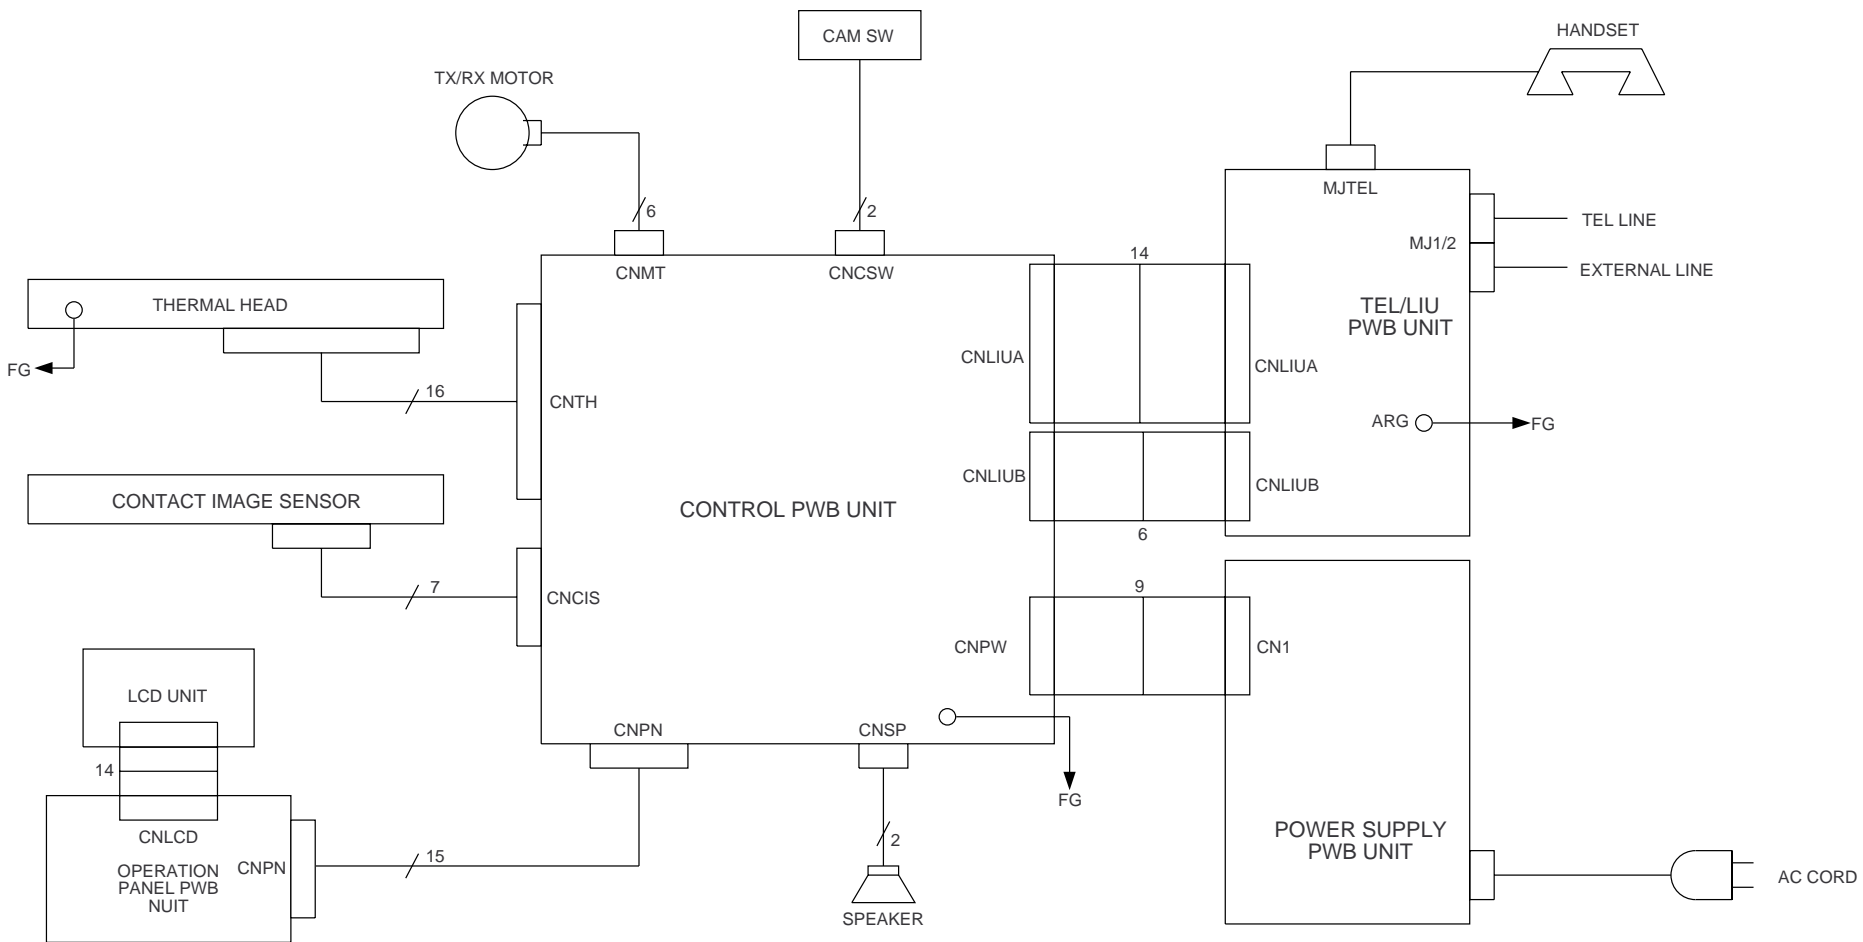 CAM SW
HANDSET
TX/RX MOTOR
MJTEL
6
2
TEL LINE
MJ1/2
CNMT
CNCSW
14
EXTERNAL LINE
THERMAL HEAD
TEL/LIU
PWB UNIT
FG
CNLIUA
CNLIUA
16
CNTH
ARG
FG
CNLIUB
CNLIUB
CONTACT IMAGE SENSOR
CONTROL PWB UNIT
6
7
9
CNCIS
CNPW
CN1
LCD UNIT
CNPN
CNSP
14
FG
CNLCD
POWER SUPPLY
PWB UNIT
CNPN
15
2
OPERATION
PANEL PWB
NUIT
AC CORD
SPEAKER